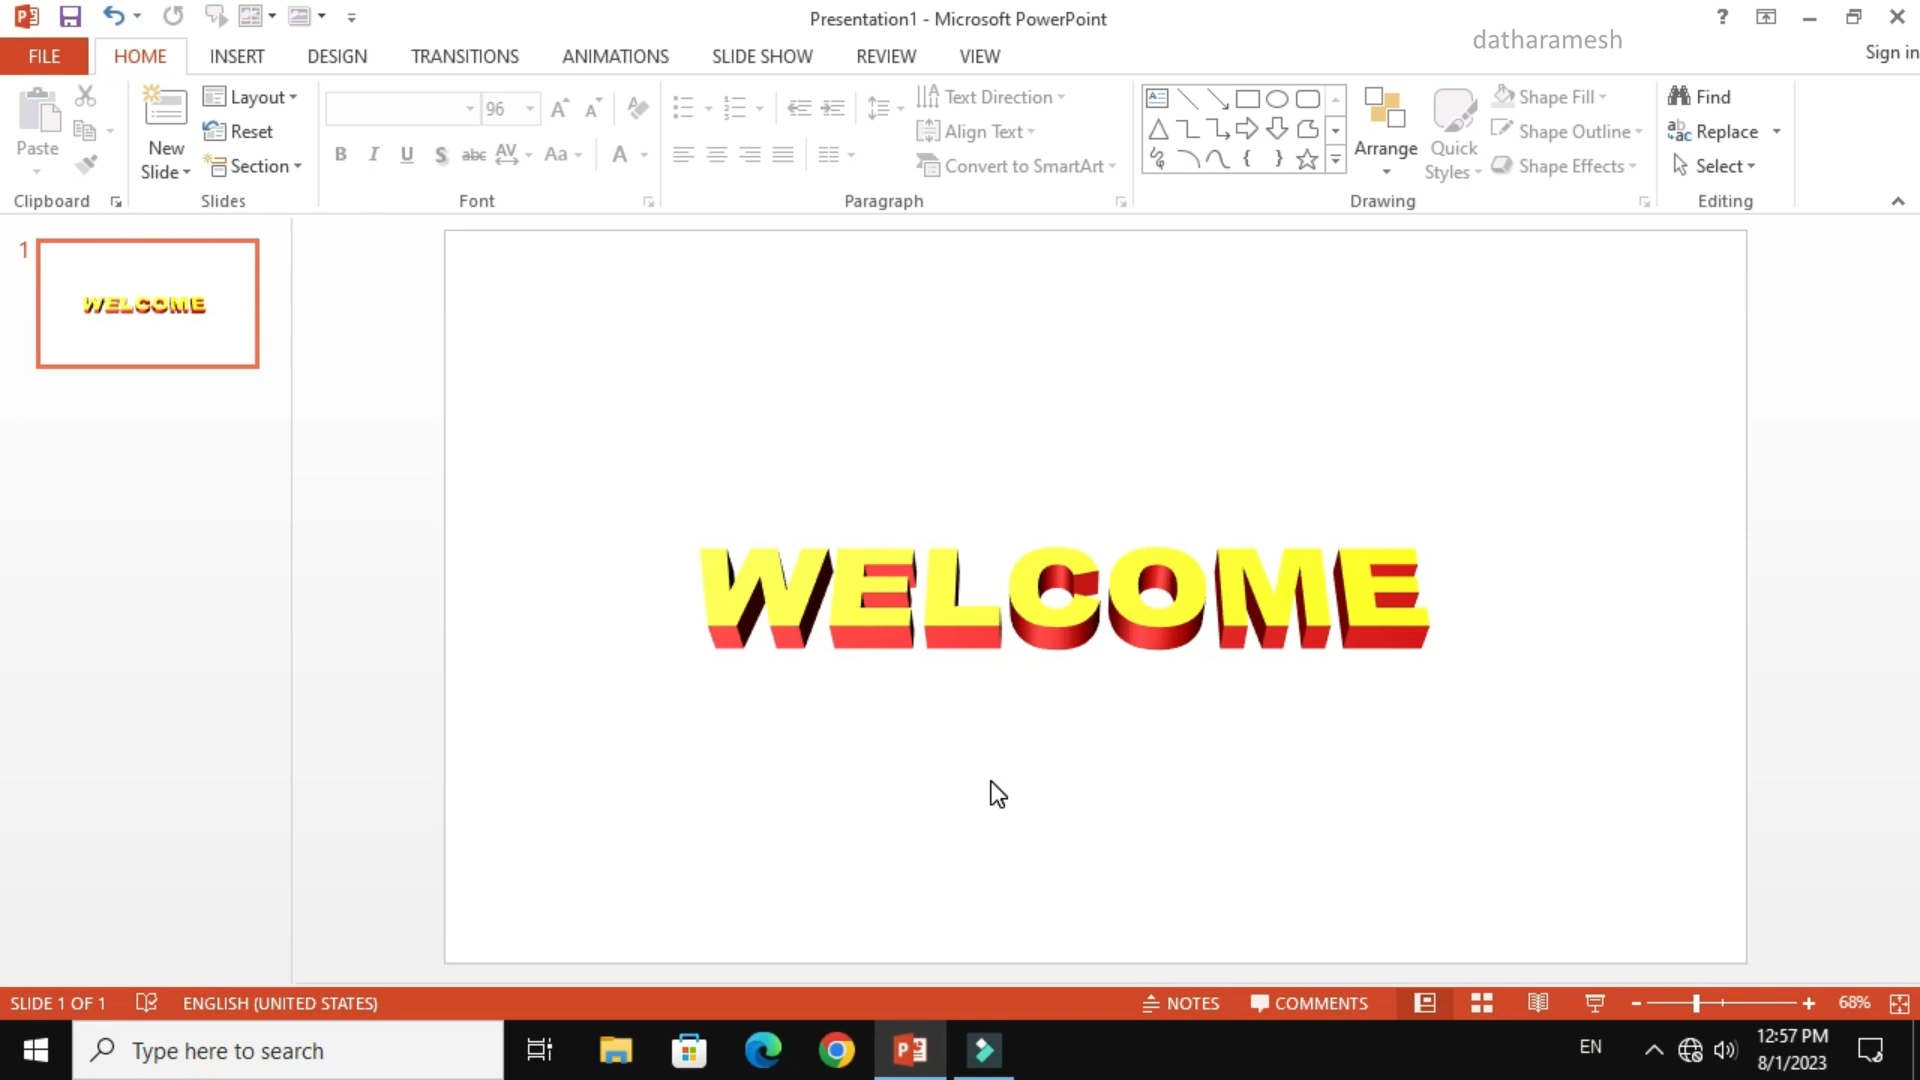 Presentation1 - Microsoft PowerPoint
datharamesh
Sign in
FILE HOME INSERT DESIGN TRANSITIONS ANIMATIONS SLIDE SHOW REVIEW VIEW
Paste
Clipboard
New Slide
Layout
Reset
Section
Slides
96
B I U S abc AV Aa A
Font
Text Direction
Align Text
Convert to SmartArt
Paragraph
Arrange
Quick Styles
Shape Fill
Shape Outline
Shape Effects
Drawing
Find
Replace
Select
Editing
1
WELCOME
WELCOME
SLIDE 1 OF 1 ENGLISH (UNITED STATES) NOTES COMMENTS 68%
Type here to search
EN
12:57 PM
8/1/2023